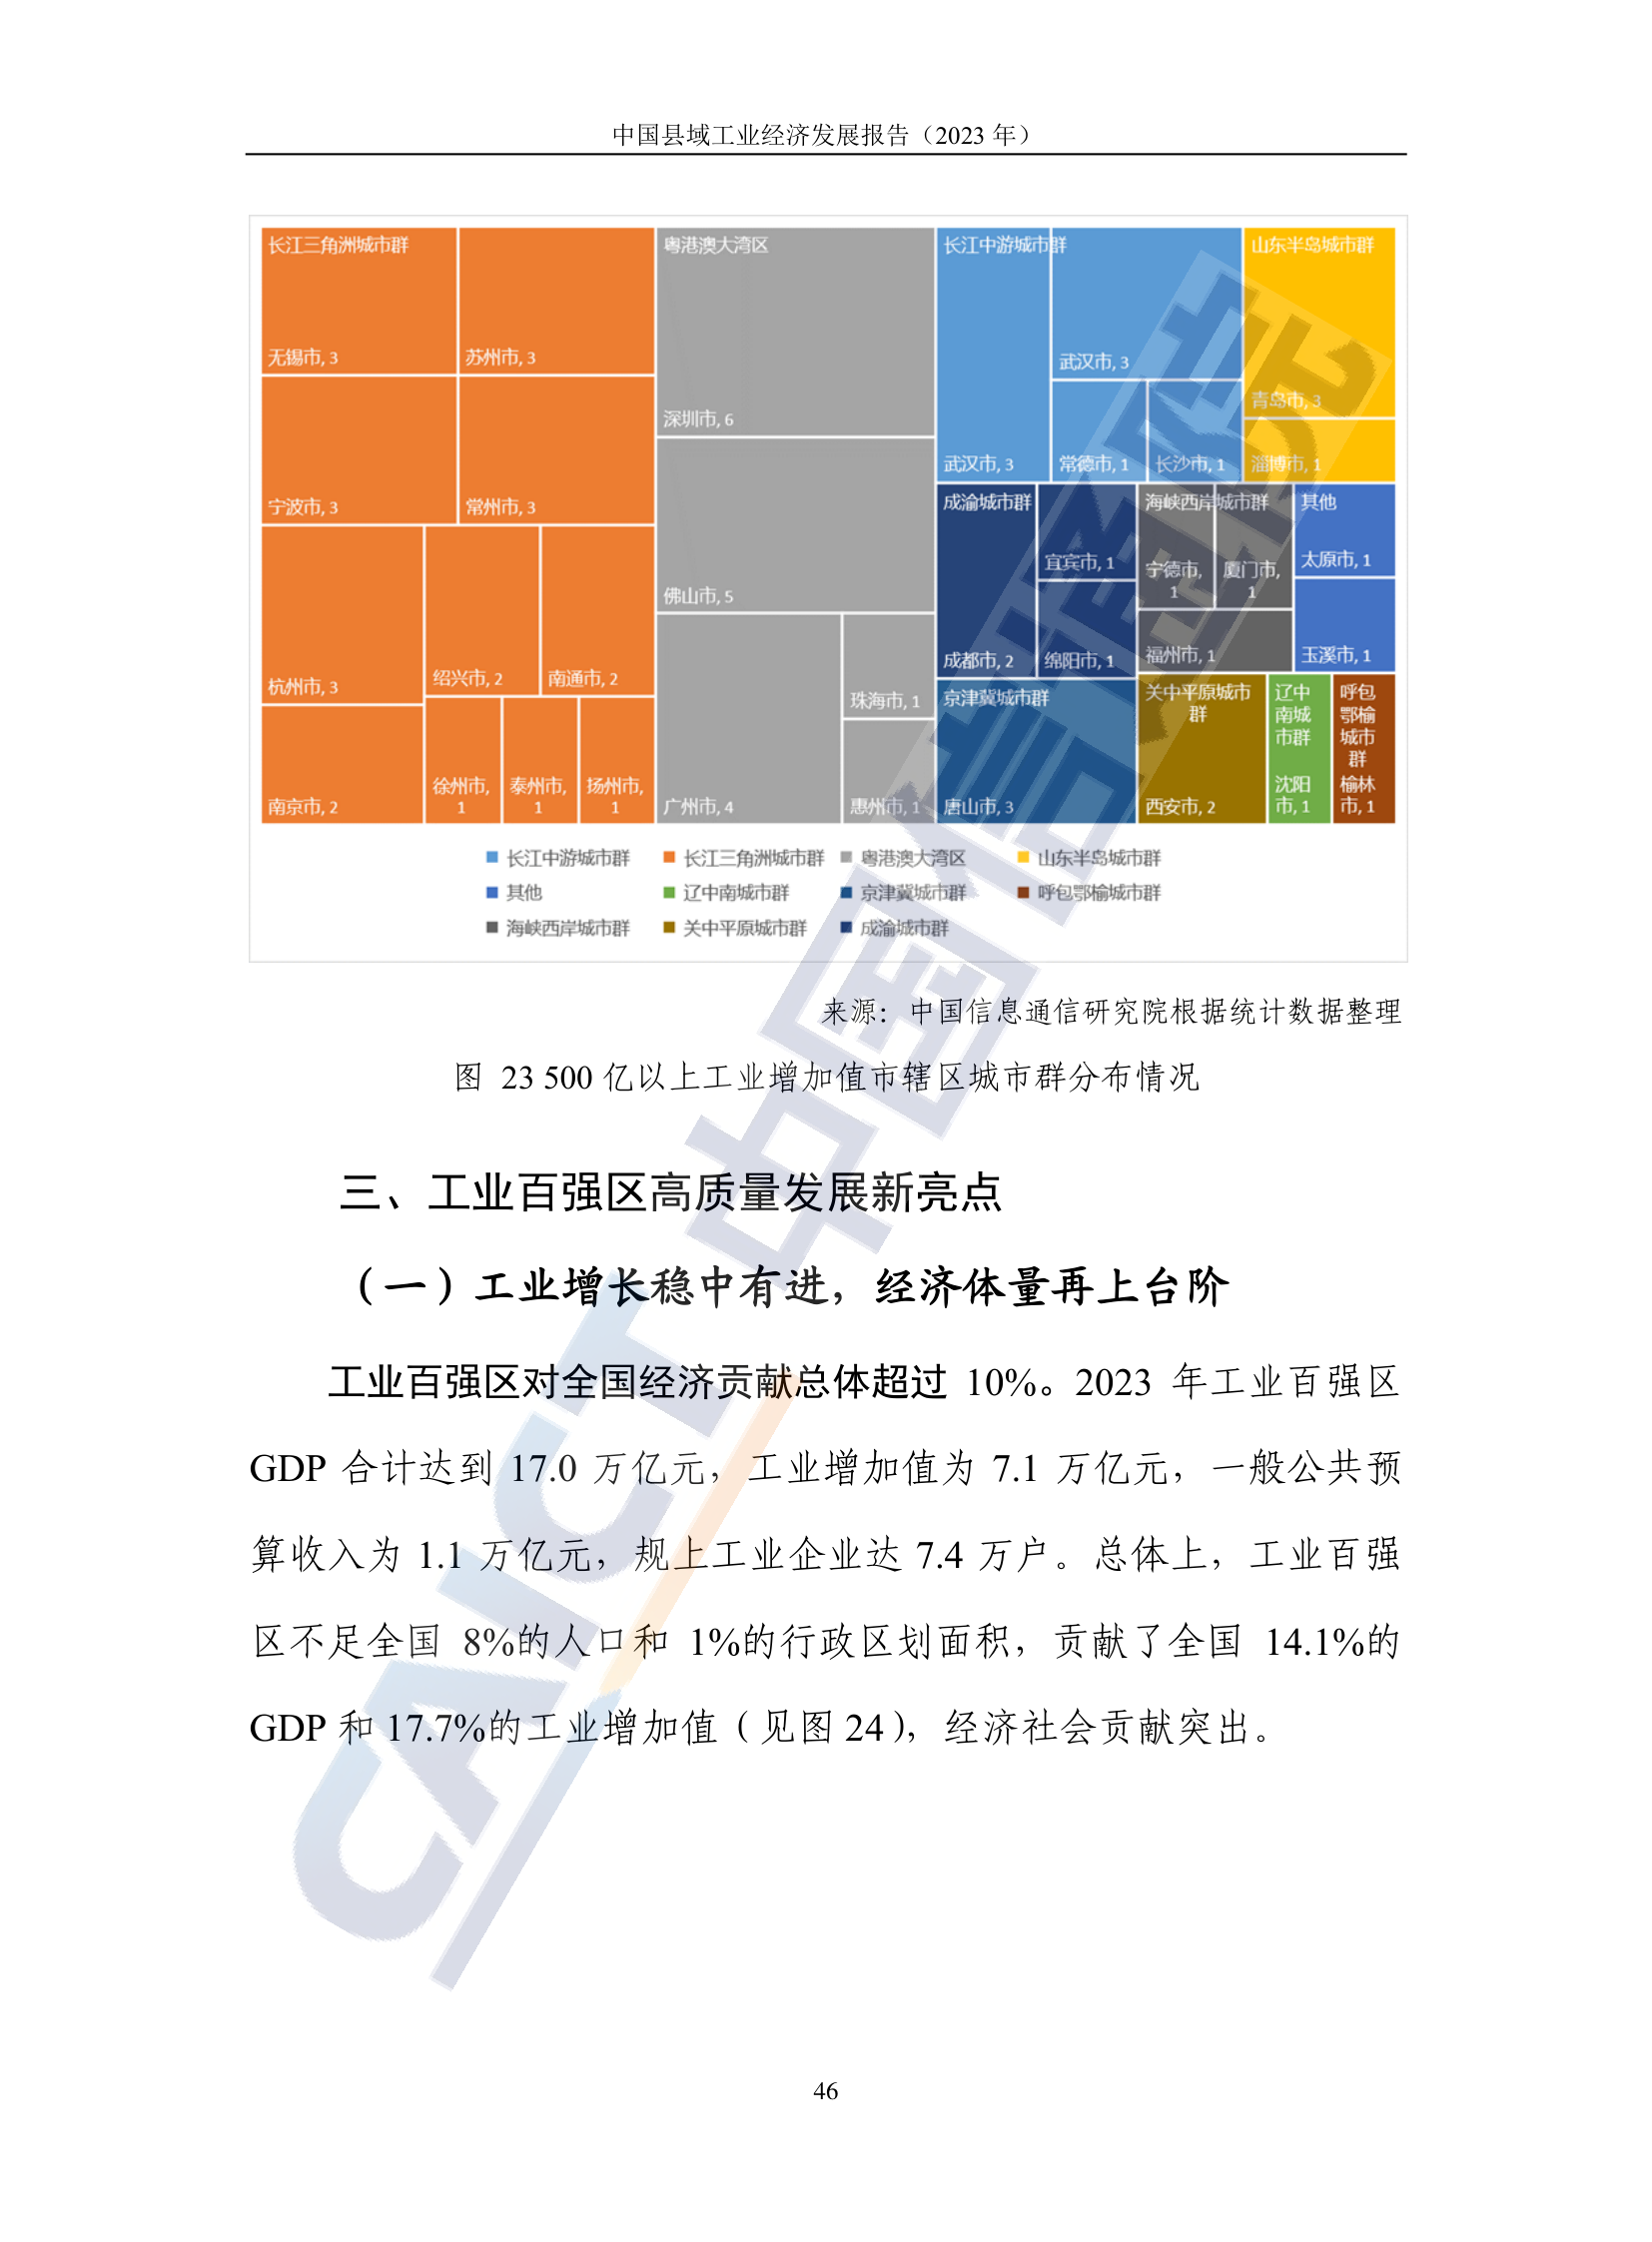 中国县域工业经济发展报告（2023 年）
长江三角洲城市群
无锡市, 3
苏州市, 3
宁波市, 3
常州市, 3
杭州市, 3
绍兴市, 2
南通市, 2
南京市, 2
徐州市,
1
泰州市,
1
扬州市,
1
粤港澳大湾区
深圳市, 6
佛山市, 5
广州市, 4
珠海市, 1
惠州市, 1
长江中游城市群
武汉市, 3
武汉市, 3
常德市, 1
长沙市, 1
山东半岛城市群
青岛市, 3
淄博市, 1
成渝城市群
成都市, 2
宜宾市, 1
绵阳市, 1
海峡西岸城市群
宁德市,
1
厦门市,
1
福州市, 1
其他
太原市, 1
玉溪市, 1
京津冀城市群
唐山市, 3
关中平原城市
群
西安市, 2
辽中
南城
市群
沈阳
市, 1
呼包
鄂榆
城市
群
榆林
市, 1
长江中游城市群 长江三角洲城市群 粤港澳大湾区 山东半岛城市群
其他 辽中南城市群 京津冀城市群 呼包鄂榆城市群
海峡西岸城市群 关中平原城市群 成渝城市群
来源：中国信息通信研究院根据统计数据整理
图 23 500 亿以上工业增加值市辖区城市群分布情况
三、工业百强区高质量发展新亮点
（一）工业增长稳中有进，经济体量再上台阶
工业百强区对全国经济贡献总体超过 10%。2023 年工业百强区
GDP 合计达到 17.0 万亿元，工业增加值为 7.1 万亿元，一般公共预
算收入为 1.1 万亿元，规上工业企业达 7.4 万户。总体上，工业百强
区不足全国 8%的人口和 1%的行政区划面积，贡献了全国 14.1%的
GDP 和 17.7%的工业增加值（见图 24），经济社会贡献突出。
CAICT 中国信通院
46